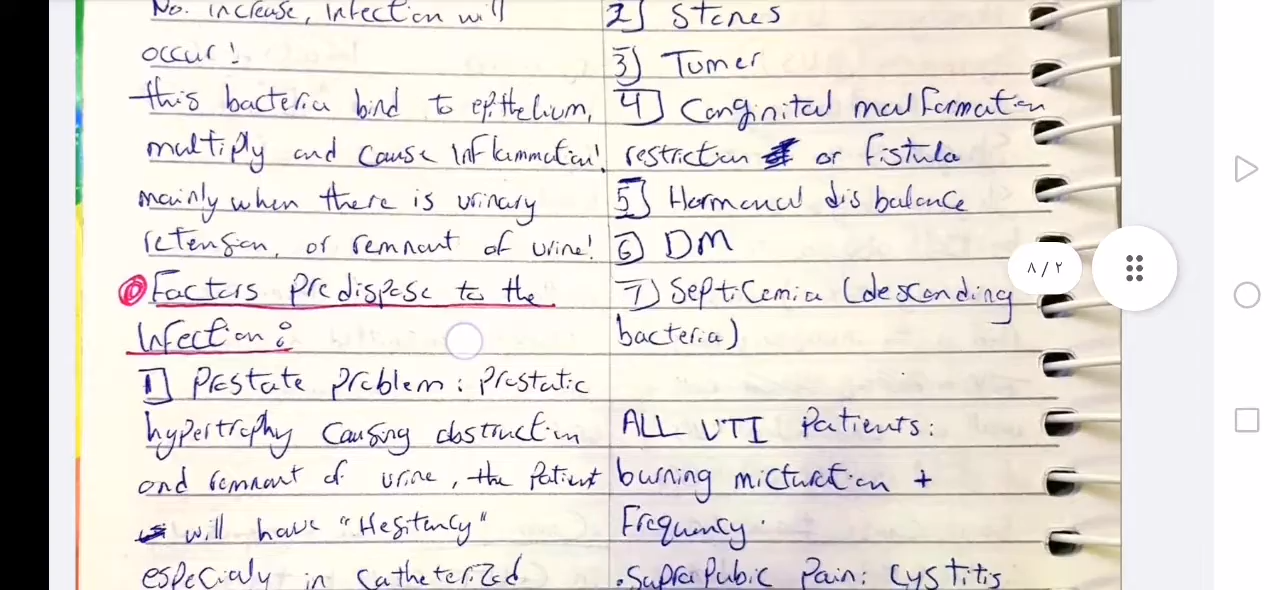 No. increase, infection will
occur!
this bacteria bind to epithelium,
multiply and cause inflammation!
mainly when there is urinary
retension, or remnant of urine!
Factors predispose to the
infection:
1] Prostate problem: Prostatic
hypertrophy causing obstruction
and remnant of urine, the patient
will have "Hesitency"
especialy in catheterized
2] Stones
3] Tumer
4] Conginital malformation
restriction or fistula
5] Hormonal disbalance
6] DM
7] Septicemia (descending
bacteria)
ALL UTI Patients:
burning micturation +
Frequency.
.Suprapubic Pain: Cystitis
٨/٢